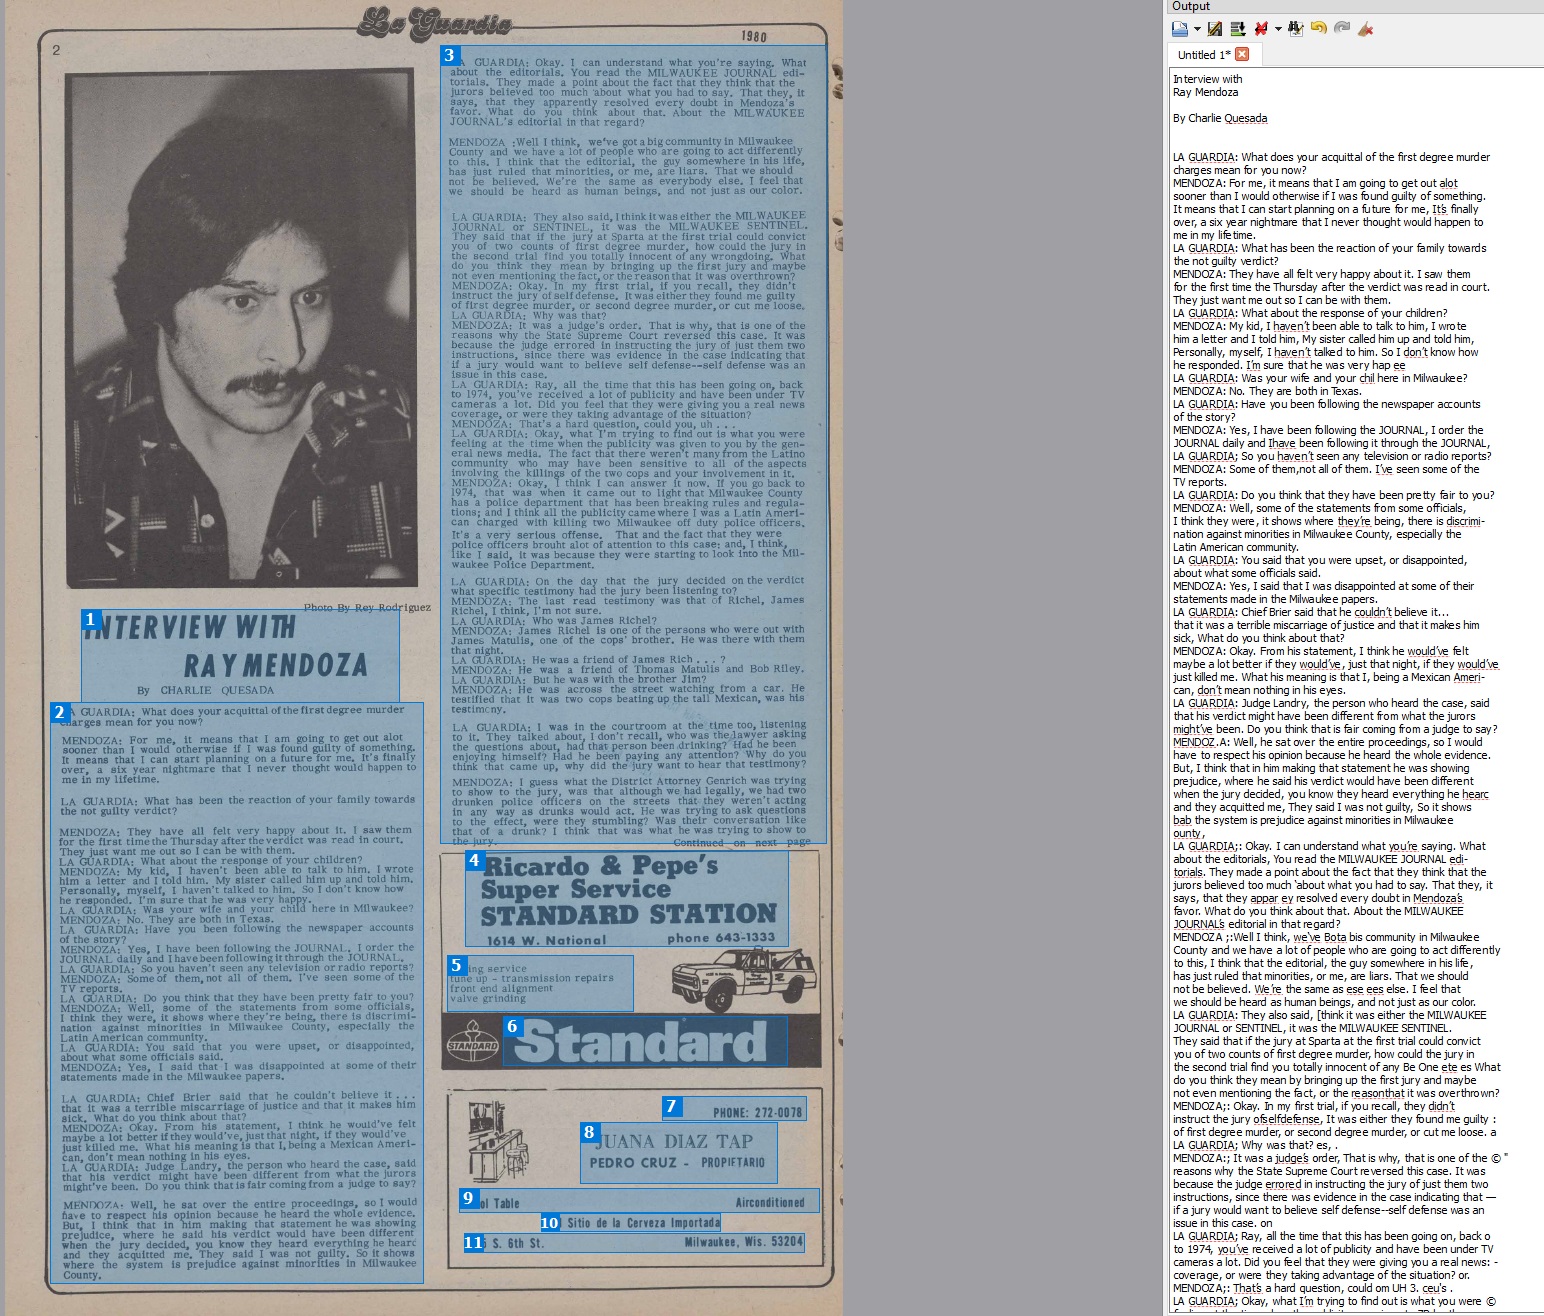 La Guardia
1980
2
Photo By Rey Rodriguez
INTERVIEW WITH
RAY MENDOZA
By CHARLIE QUESADA
LA GUARDIA: What does your acquittal of the first degree murder
charges mean for you now?
MENDOZA: For me, it means that I am going to get out alot
sooner than I would otherwise if I was found guilty of something.
It means that I can start planning on a future for me. It's finally
over, a six year nightmare that I never thought would happen to
me in my lifetime.
LA GUARDIA: What has been the reaction of your family towards
the not guilty verdict?
MENDOZA: They have all felt very happy about it. I saw them
for the first time the Thursday after the verdict was read in court.
They just want me out so I can be with them.
LA GUARDIA: What about the response of your children?
MENDOZA: My kid, I haven't been able to talk to him. I wrote
him a letter and I told him. My sister called him up and told him.
Personally, myself, I haven't talked to him. So I don't know how
he responded. I'm sure that he was very happy.
LA GUARDIA: Was your wife and your child here in Milwaukee?
MENDOZA: No. They are both in Texas.
LA GUARDIA: Have you been following the newspaper accounts
of the story?
MENDOZA: Yes, I have been following the JOURNAL. I order the
JOURNAL daily and I have been following it through the JOURNAL.
LA GUARDIA: So you haven't seen any television or radio reports?
MENDOZA: Some of them, not all of them. I've seen some of the
TV reports.
LA GUARDIA: Do you think that they have been pretty fair to you?
MENDOZA: Well, some of the statements from some officials,
I think they were, it shows where they're being, there is discrimi-
nation against minorities in Milwaukee County, especially the
Latin American community.
LA GUARDIA: You said that you were upset, or disappointed,
about what some officials said.
MENDOZA: Yes, I said that I was disappointed at some of their
statements made in the Milwaukee papers.
LA GUARDIA: Chief Brier said that he couldn't believe it . . .
that it was a terrible miscarriage of justice and that it makes him
sick. What do you think about that?
MENDOZA: Okay. From his statement, I think he would've felt
maybe a lot better if they would've, just that night, if they would've
just killed me. What his meaning is that I, being a Mexican Ameri-
can, don't mean nothing in his eyes.
LA GUARDIA: Judge Landry, the person who heard the case, said
that his verdict might have been different from what the jurors
might've been. Do you think that is fair coming from a judge to say?
MENDOZA: Well, he sat over the entire proceedings, so I would
have to respect his opinion because he heard the whole evidence.
But, I think that in him making that statement he was showing
prejudice, where he said his verdict would have been different
when the jury decided, you know they heard everything he heard
and they acquitted me. They said I was not guilty. So it shows
where the system is prejudice against minorities in Milwaukee
County.
LA GUARDIA: Okay. I can understand what you're saying. What
about the editorials. You read the MILWAUKEE JOURNAL edi-
torials. They made a point about the fact that they think that the
jurors believed too much about what you had to say. That they, it
says, that they apparently resolved every doubt in Mendoza's
favor. What do you think about that. About the MILWAUKEE
JOURNAL's editorial in that regard?
MENDOZA :Well I think, we've got a big community in Milwaukee
County and we have a lot of people who are going to act differently
to this. I think that the editorial, the guy somewhere in his life,
has just ruled that minorities, or me, are liars. That we should
not be believed. We're the same as everybody else. I feel that
we should be heard as human beings, and not just as our color.
LA GUARDIA: They also said, I think it was either the MILWAUKEE
JOURNAL or SENTINEL, it was the MILWAUKEE SENTINEL.
They said that if the jury at Sparta at the first trial could convict
you of two counts of first degree murder, how could the jury in
the second trial find you totally innocent of any wrongdoing. What
do you think they mean by bringing up the first jury and maybe
not even mentioning the fact, or the reason that it was overthrown?
MENDOZA: Okay. In my first trial, if you recall, they didn't
instruct the jury of self defense. It was either they found me guilty
of first degree murder, or second degree murder, or cut me loose.
LA GUARDIA: Why was that?
MENDOZA: It was a judge's order. That is why, that is one of the
reasons why the State Supreme Court reversed this case. It was
because the judge errored in instructing the jury of just them two
instructions, since there was evidence in the case indicating that
if a jury would want to believe self defense--self defense was an
issue in this case.
LA GUARDIA: Ray, all the time that this has been going on, back
to 1974, you've received a lot of publicity and have been under TV
cameras a lot. Did you feel that they were giving you a real news
coverage, or were they taking advantage of the situation?
MENDOZA: That's a hard question, could you, uh . . .
LA GUARDIA: Okay, what I'm trying to find out is what you were
feeling at the time when the publicity was given to you by the gen-
eral news media. The fact that there weren't many from the Latino
community who may have been sensitive to all of the aspects
involving the killings of the two cops and your involvement in it.
MENDOZA: Okay, I think I can answer it now. If you go back to
1974, that was when it came out to light that Milwaukee County
has a police department that has been breaking rules and regula-
tions; and I think all the publicity came where I was a Latin Ameri-
can charged with killing two Milwaukee off duty police officers.
It's a very serious offense. That and the fact that they were
police officers brouht alot of attention to this case; and, I think,
like I said, it was because they were starting to look into the Mil-
waukee Police Department.
LA GUARDIA: On the day that the jury decided on the verdict
what specific testimony had the jury been listening to?
MENDOZA: The last read testimony was that of Richel, James
Richel, I think, I'm not sure.
LA GUARDIA: Who was James Richel?
MENDOZA: James Richel is one of the persons who were out with
James Matulis, one of the cops' brother. He was there with them
that night.
LA GUARDIA: He was a friend of James Rich . . . ?
MENDOZA: He was a friend of Thomas Matulis and Bob Riley.
LA GUARDIA: But he was with the brother Jim?
MENDOZA: He was across the street watching from a car. He
testified that it was two cops beating up the tall Mexican, was his
testimony.
LA GUARDIA: I was in the courtroom at the time too, listening
to it. They talked about, I don't recall, who was the lawyer asking
the questions about, had that person been drinking? Had he been
enjoying himself? Had he been paying any attention? Why do you
think that came up, why did the jury want to hear that testimony?
MENDOZA: I guess what the District Attorney Genrich was trying
to show to the jury, was that although we had legally, we had two
drunken police officers on the streets that they weren't acting
in any way as drunks would act. He was trying to ask questions
to the effect, were they stumbling? Was their conversation like
that of a drunk? I think that was what he was trying to show to
the jury.
Continued on next page
Ricardo & Pepe's
Super Service
STANDARD STATION
1614 W. National phone 643-1333
ing service
tune up - transmission repairs
front end alignment
valve grinding
STANDARD
Standard
PHONE: 272-0078
JUANA DIAZ TAP
PEDRO CRUZ - PROPIETARIO
ol Table Airconditioned
Sitio de la Cerveza Importada
S. 6th St. Milwaukee, Wis. 53204
1
2
3
4
5
6
7
8
9
10
11
Output
Untitled 1*
Interview with
Ray Mendoza
By Charlie Quesada
LA GUARDIA: What does your acquittal of the first degree murder
charges mean for you now?
MENDOZA: For me, it means that I am going to get out alot
sooner than I would otherwise if I was found guilty of something.
It means that I can start planning on a future for me, It's finally
over, a six year nightmare that I never thought would happen to
me in my lifetime.
LA GUARDIA: What has been the reaction of your family towards
the not guilty verdict?
MENDOZA: They have all felt very happy about it. I saw them
for the first time the Thursday after the verdict was read in court.
They just want me out so I can be with them.
LA GUARDIA: What about the response of your children?
MENDOZA: My kid, I haven't been able to talk to him, I wrote
him a letter and I told him, My sister called him up and told him,
Personally, myself, I haven't talked to him. So I don't know how
he responded. I'm sure that he was very hap ee
LA GUARDIA: Was your wife and your chil here in Milwaukee?
MENDOZA: No. They are both in Texas.
LA GUARDIA: Have you been following the newspaper accounts
of the story?
MENDOZA: Yes, I have been following the JOURNAL, I order the
JOURNAL daily and Ihave been following it through the JOURNAL,
LA GUARDIA; So you haven't seen any television or radio reports?
MENDOZA: Some of them,not all of them. I've seen some of the
TV reports.
LA GUARDIA: Do you think that they have been pretty fair to you?
MENDOZA: Well, some of the statements from some officials,
I think they were, it shows where they're being, there is discrimi-
nation against minorities in Milwaukee County, especially the
Latin American community.
LA GUARDIA: You said that you were upset, or disappointed,
about what some officials said.
MENDOZA: Yes, I said that I was disappointed at some of their
statements made in the Milwaukee papers.
LA GUARDIA: Chief Brier said that he couldn't believe it...
that it was a terrible miscarriage of justice and that it makes him
sick, What do you think about that?
MENDOZA: Okay. From his statement, I think he would've felt
maybe a lot better if they would've, just that night, if they would've
just killed me. What his meaning is that I, being a Mexican Ameri-
can, don't mean nothing in his eyes.
LA GUARDIA: Judge Landry, the person who heard the case, said
that his verdict might have been different from what the jurors
might've been. Do you think that is fair coming from a judge to say?
MENDOZ.A: Well, he sat over the entire proceedings, so I would
have to respect his opinion because he heard the whole evidence.
But, I think that in him making that statement he was showing
prejudice, where he said his verdict would have been different
when the jury decided, you know they heard everything he hearc
and they acquitted me, They said I was not guilty, So it shows
bab the system is prejudice against minorities in Milwaukee
ounty,
LA GUARDIA;: Okay. I can understand what you're saying. What
about the editorials, You read the MILWAUKEE JOURNAL edi-
torials. They made a point about the fact that they think that the
jurors believed too much 'about what you had to say. That they, it
says, that they appar ey resolved every doubt in Mendoza's
favor. What do you think about that. About the MILWAUKEE
JOURNAL's editorial in that regard?
MENDOZA ;:Well I think, we've Bota bis community in Milwaukee
County and we have a lot of people who are going to act differently
to this, I think that the editorial, the guy somewhere in his life,
has just ruled that minorities, or me, are liars. That we should
not be believed. We're the same as ese ees else. I feel that
we should be heard as human beings, and not just as our color.
LA GUARDIA: They also said, [think it was either the MILWAUKEE
JOURNAL or SENTINEL, it was the MILWAUKEE SENTINEL.
They said that if the jury at Sparta at the first trial could convict
you of two counts of first degree murder, how could the jury in
the second trial find you totally innocent of any Be One ete es What
do you think they mean by bringing up the first jury and maybe
not even mentioning the fact, or the reasonthat it was overthrown?
MENDOZA;: Okay. In my first trial, if you recall, they didn't
instruct the jury ofselfdefense, It was either they found me guilty :
of first degree murder, or second degree murder, or cut me loose. a
LA GUARDIA; Why was that? es, .
MENDOZA:; It was a judge's order, That is why, that is one of the © "
reasons why the State Supreme Court reversed this case. It was
because the judge errored in instructing the jury of just them two
instructions, since there was evidence in the case indicating that —
if a jury would want to believe self defense--self defense was an
issue in this case. on
LA GUARDIA; Ray, all the time that this has been going on, back o
to 1974, you've received a lot of publicity and have been under TV
cameras a lot. Did you feel that they were giving you a real news: -
coverage, or were they taking advantage of the situation? or.
MENDOZA;: That's a hard question, could om UH 3. ceu's .
LA GUARDIA; Okay, what I'm trying to find out is what you were ©